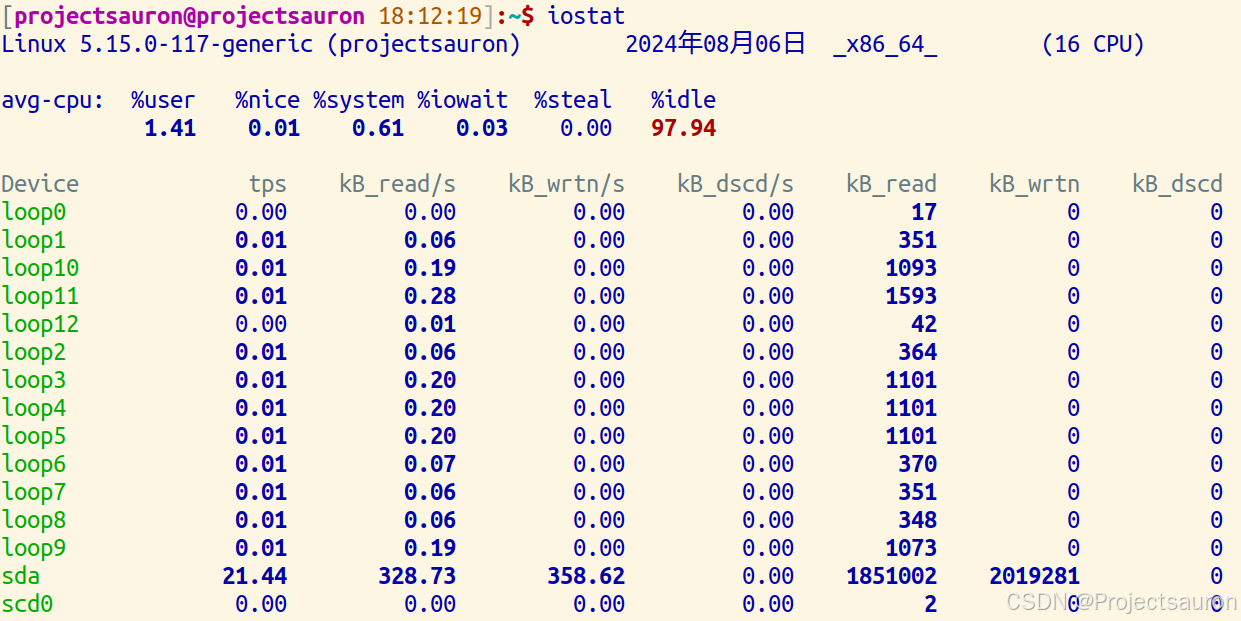 [projectsauron@projectsauron 18:12:19]:~$ iostat
Linux 5.15.0-117-generic (projectsauron) 2024年08月06日 _x86_64_ (16 CPU)
avg-cpu: %user %nice %system %iowait %steal %idle
1.41 0.01 0.61 0.03 0.00 97.94
Device tps kB_read/s kB_wrtn/s kB_dscd/s kB_read kB_wrtn kB_dscd
loop0 0.00 0.00 0.00 0.00 17 0 0
loop1 0.01 0.06 0.00 0.00 351 0 0
loop10 0.01 0.19 0.00 0.00 1093 0 0
loop11 0.01 0.28 0.00 0.00 1593 0 0
loop12 0.00 0.01 0.00 0.00 42 0 0
loop2 0.01 0.06 0.00 0.00 364 0 0
loop3 0.01 0.20 0.00 0.00 1101 0 0
loop4 0.01 0.20 0.00 0.00 1101 0 0
loop5 0.01 0.20 0.00 0.00 1101 0 0
loop6 0.01 0.07 0.00 0.00 370 0 0
loop7 0.01 0.06 0.00 0.00 351 0 0
loop8 0.01 0.06 0.00 0.00 348 0 0
loop9 0.01 0.19 0.00 0.00 1073 0 0
sda 21.44 328.73 358.62 0.00 1851002 2019281 0
scd0 0.00 0.00 0.00 0.00 2 0 0
CSDN @Projectsauron